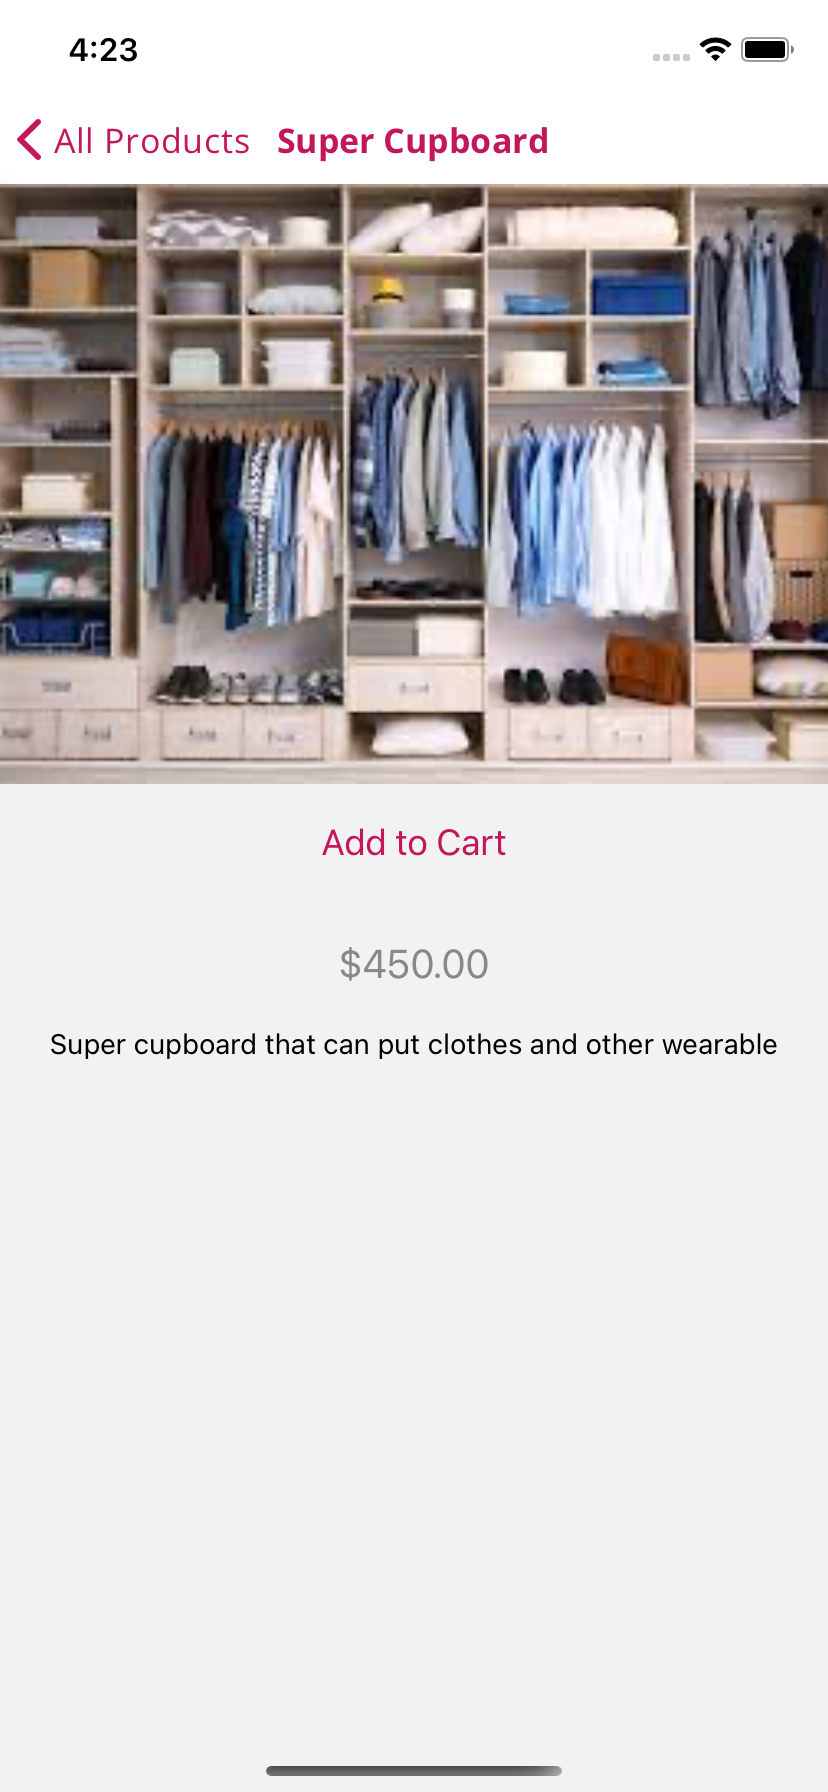 4:23
All Products Super Cupboard
Add to Cart
$450.00
Super cupboard that can put clothes and other wearable